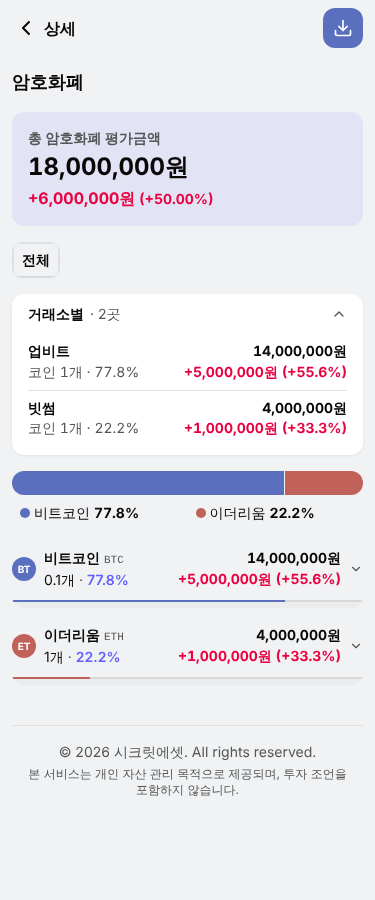 상세
암호화폐
총 암호화폐 평가금액
18,000,000원
+6,000,000원 (+50.00%)
전체
거래소별 · 2곳
업비트 14,000,000원
코인 1개 · 77.8% +5,000,000원 (+55.6%)
빗썸 4,000,000원
코인 1개 · 22.2% +1,000,000원 (+33.3%)
비트코인 77.8% 이더리움 22.2%
BT 비트코인 BTC 14,000,000원
0.1개 · 77.8% +5,000,000원 (+55.6%)
ET 이더리움 ETH 4,000,000원
1개 · 22.2% +1,000,000원 (+33.3%)
© 2026 시크릿에셋. All rights reserved.
본 서비스는 개인 자산 관리 목적으로 제공되며, 투자 조언을
포함하지 않습니다.